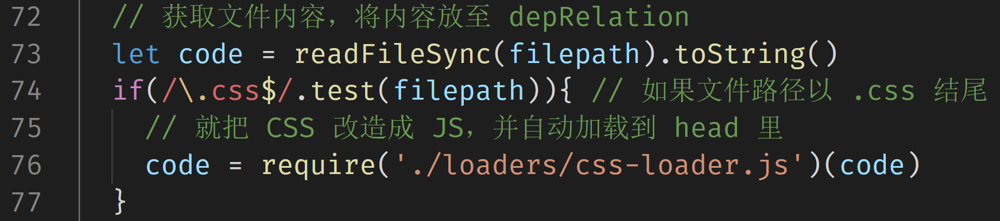 72 // 获取文件内容，将内容放至 depRelation
73 let code = readFileSync(filepath).toString()
74 if(/\.css$/.test(filepath)){ // 如果文件路径以 .css 结尾
75 // 就把 CSS 改造成 JS，并自动加载到 head 里
76 code = require('./loaders/css-loader.js')(code)
77 }